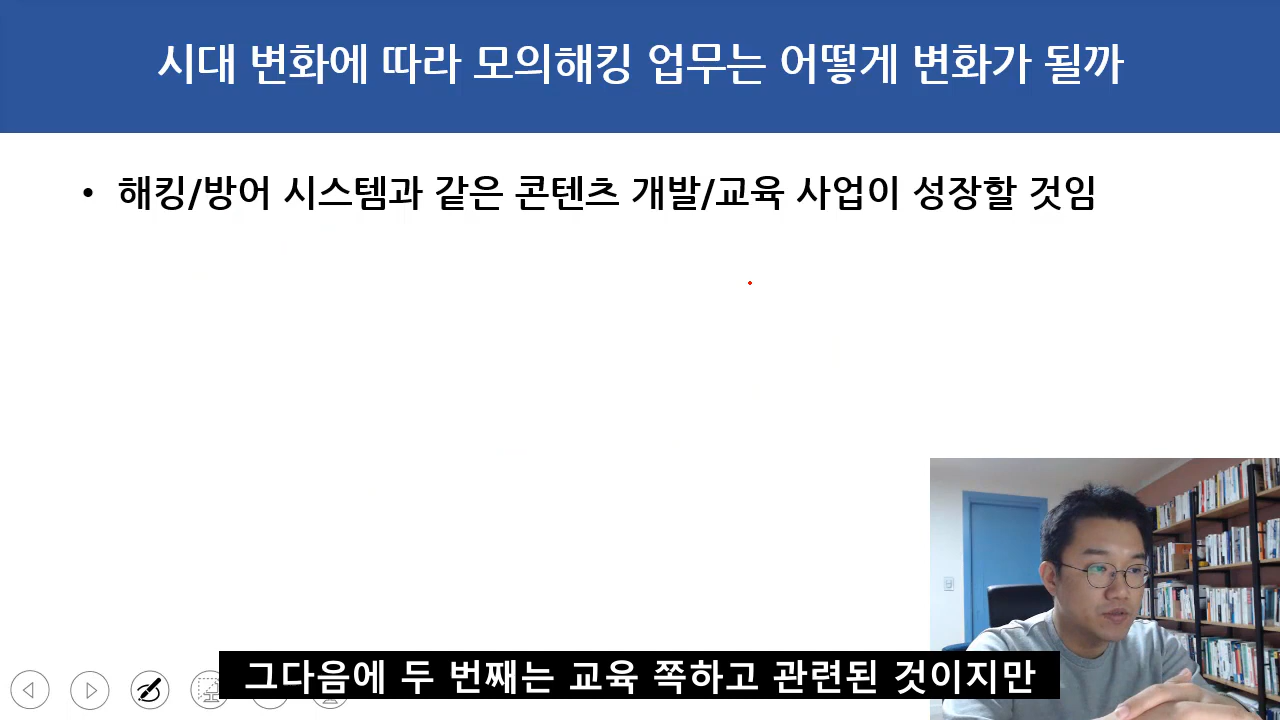 시대 변화에 따라 모의해킹 업무는 어떻게 변화가 될까
• 해킹/방어 시스템과 같은 콘텐츠 개발/교육 사업이 성장할 것임
그다음에 두 번째는 교육 쪽하고 관련된 것이지만